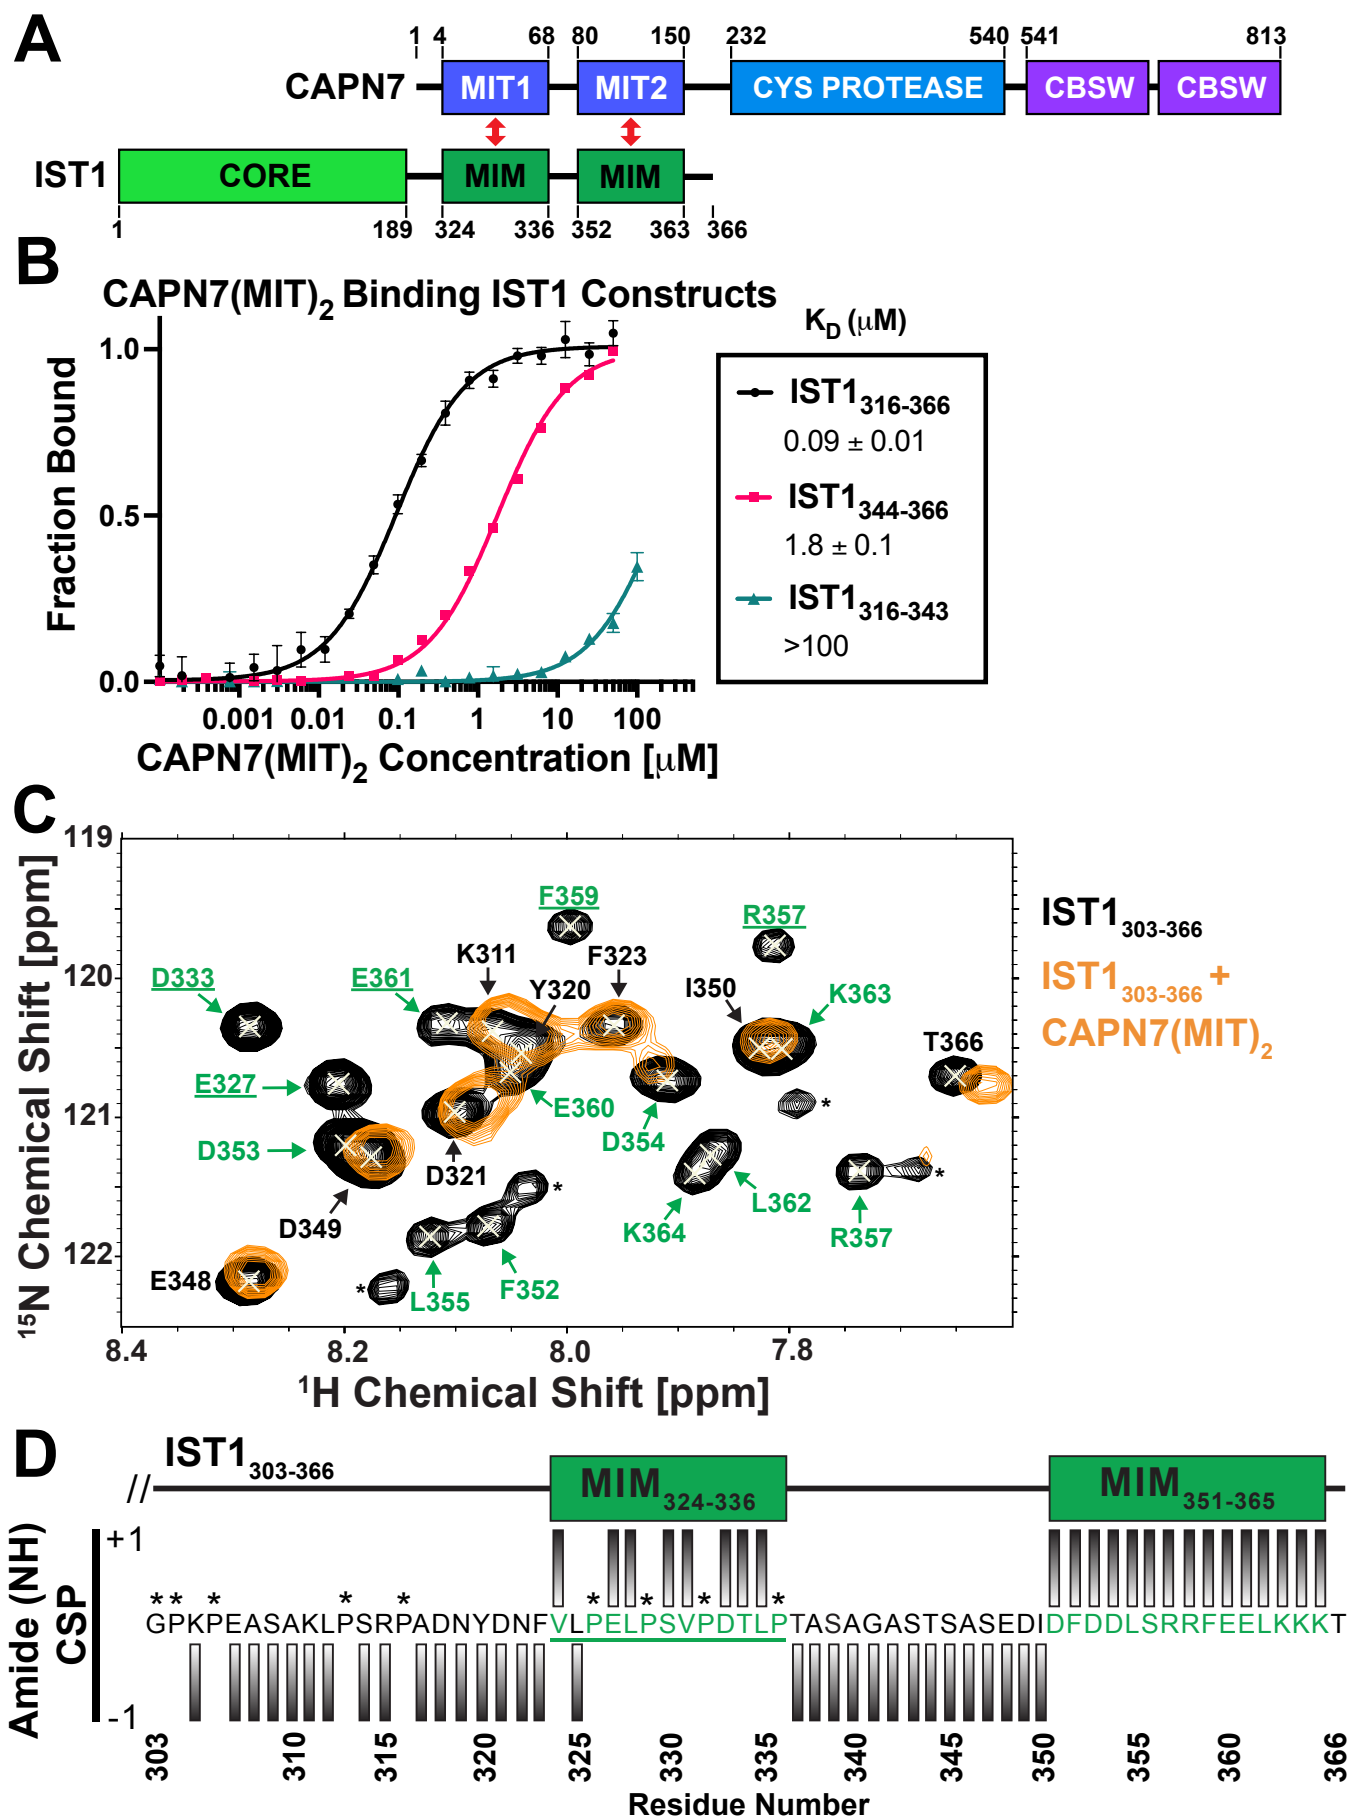 A
1 4 68 80 150 232 540 541 813
CAPN7 MIT1 MIT2 CYS PROTEASE CBSW CBSW
IST1 CORE MIM MIM
1 189 324 336 352 363 366
B
CAPN7(MIT)2 Binding IST1 Constructs
KD (μM)
1.0
IST1316-366
0.09 ± 0.01
Fraction Bound
0.5
IST1344-366
1.8 ± 0.1
IST1316-343
>100
0.0
0.001 0.01 0.1 1 10 100
CAPN7(MIT)2 Concentration [μM]
C
119
F359 R357
IST1303-366
K311 F323
120
D333 E361 Y320 I350 K363
IST1303-366 +
CAPN7(MIT)2
T366
E327
121
E360 *
D353 D354
D321
*
D349 * L362
K364 R357
122
E348 * F352
L355
15N Chemical Shift [ppm]
8.4 8.2 8.0 7.8
1H Chemical Shift [ppm]
D
IST1303-366
MIM324-336 MIM351-365
//
+1
* * * * * * * * *
GPKPEASAKLPSRPADNYDNFVLPELPSVPDTLPTASAGASTSASEDIDFDDLSRRFEELKKKT
-1
Amide (NH)
CSP
303 310 315 320 325 330 335 340 345 350 355 360 366
Residue Number